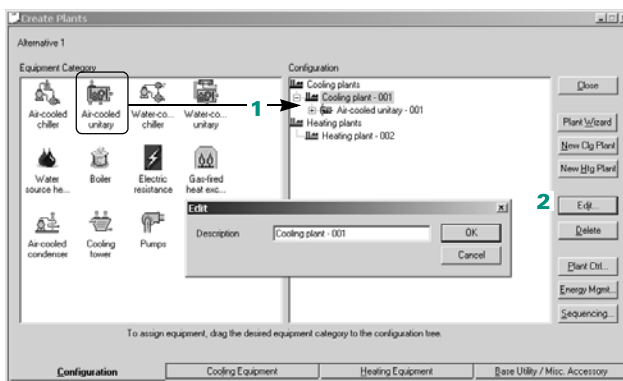 Create Plants
Alternative 1
Equipment Category
Air-cooled chiller
Air-cooled unitary
Water-co... chiller
Water-co... unitary
Water source he...
Boiler
Electric resistance
Gas-fired heat exc...
Air-cooled condenser
Cooling tower
Pumps
1
Configuration
Cooling plants
Cooling plant - 001
Air-cooled unitary - 001
Heating plants
Heating plant - 002
Close
Plant Wizard
New Clg Plant
New Htg Plant
2
Edit...
Delete
Plant Ctrl...
Energy Mgmt...
Sequencing...
Edit
Description
Cooling plant - 001
OK
Cancel
To assign equipment, drag the desired equipment category to the configuration tree.
Configuration
Cooling Equipment
Heating Equipment
Base Utility / Misc. Accessory